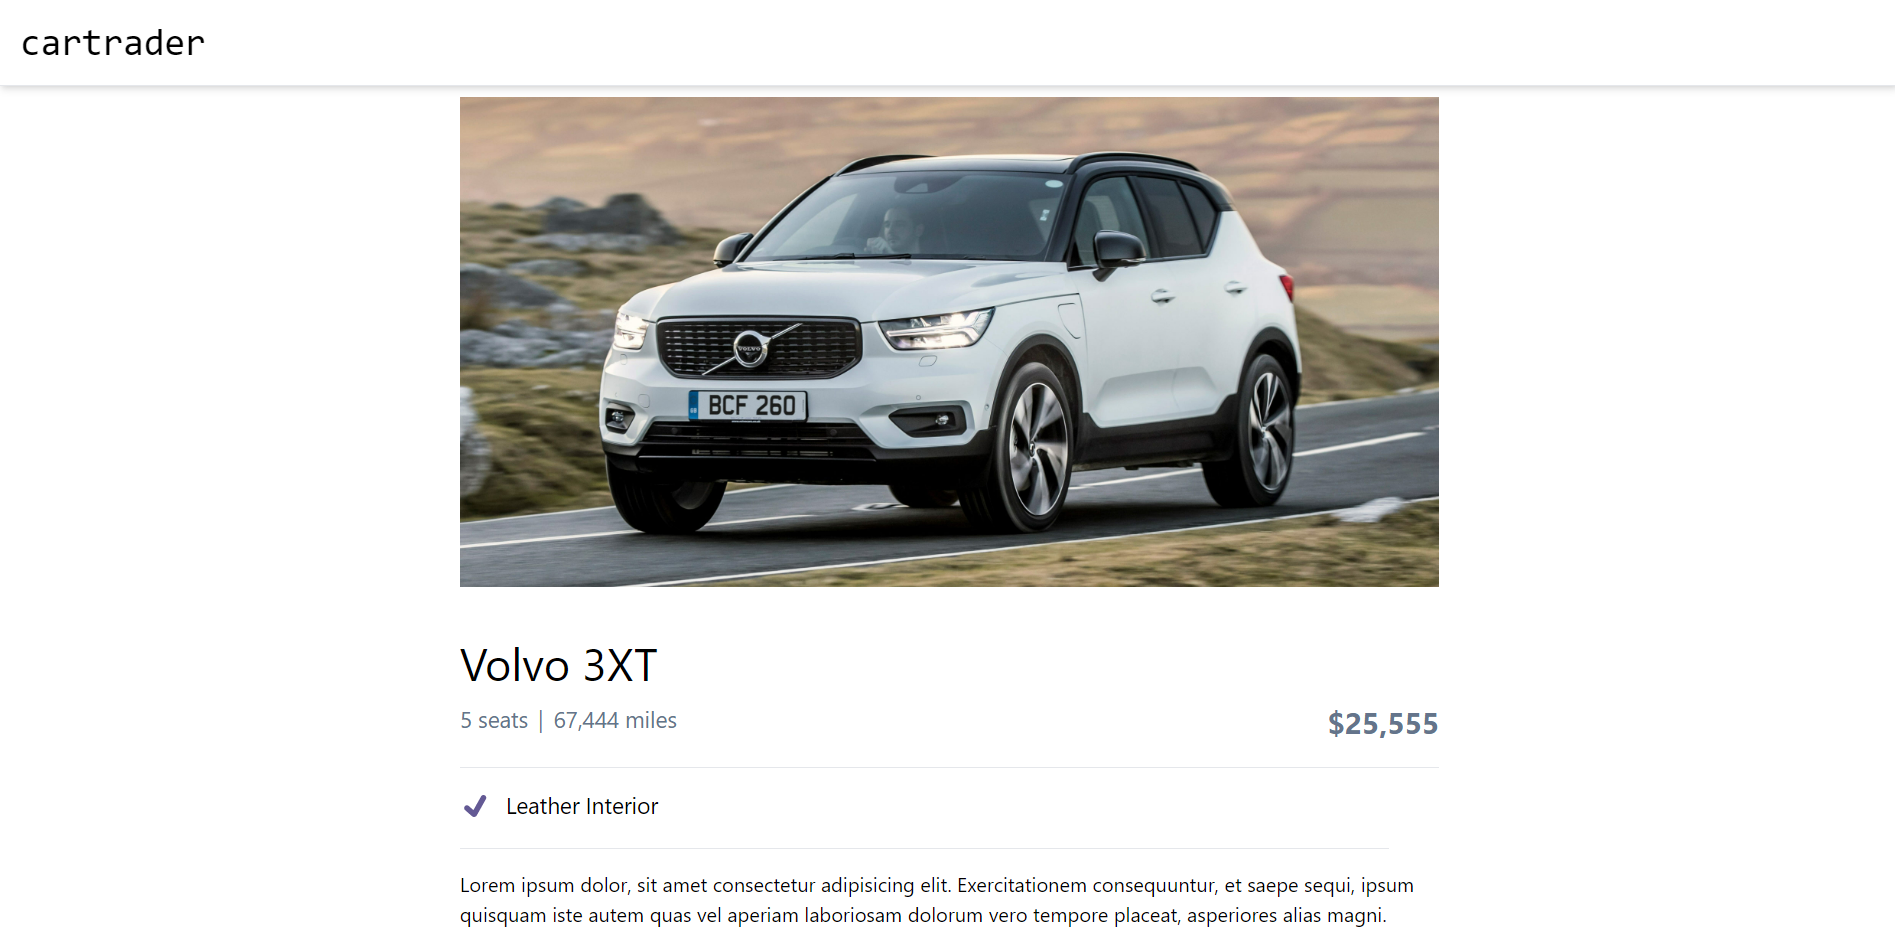 cartrader
VOLVO
BCF 260
Volvo 3XT
5 seats | 67,444 miles
$25,555
Leather Interior
Lorem ipsum dolor, sit amet consectetur adipisicing elit. Exercitationem consequuntur, et saepe sequi, ipsum
quisquam iste autem quas vel aperiam laboriosam dolorum vero tempore placeat, asperiores alias magni.